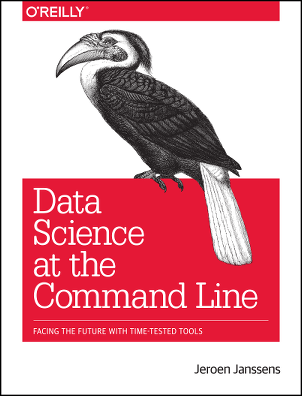 O'REILLY®
Data
Science
at the
Command Line
FACING THE FUTURE WITH TIME-TESTED TOOLS
Jeroen Janssens